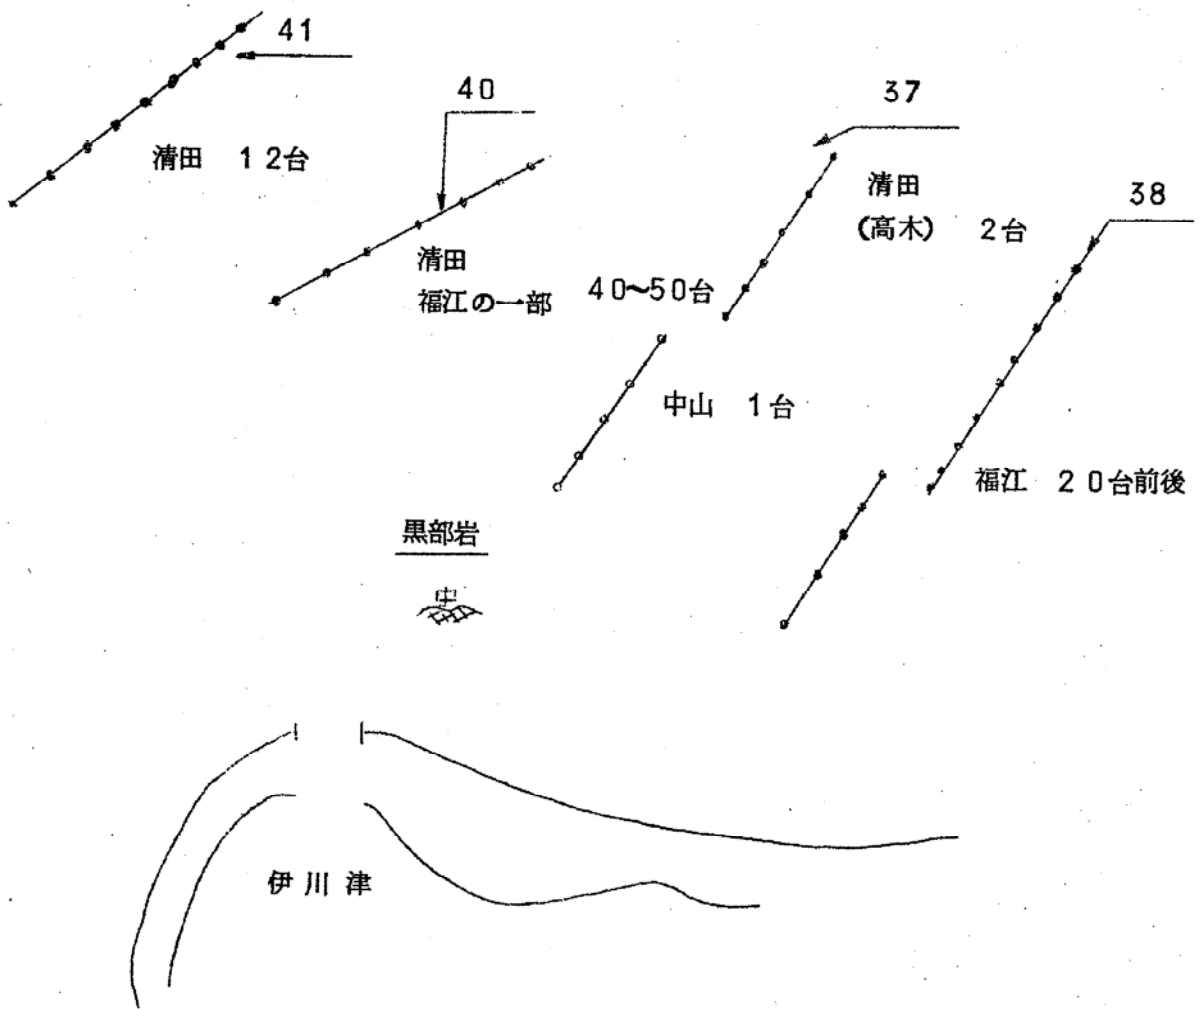 41
清田 12台
40
清田
福江の一部 40~50台
37
清田
(高木) 2台
38
中山 1台
福江 20台前後
黒部岩
伊川津